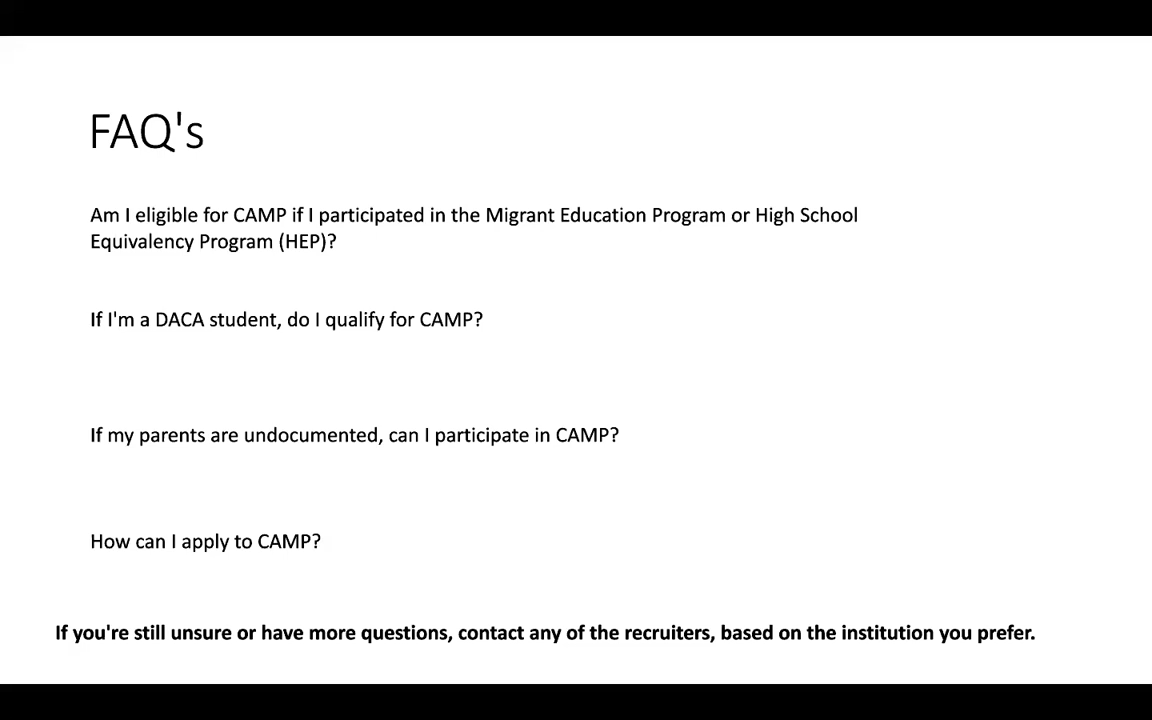 FAQ's
Am I eligible for CAMP if I participated in the Migrant Education Program or High School
Equivalency Program (HEP)?
If I'm a DACA student, do I qualify for CAMP?
If my parents are undocumented, can I participate in CAMP?
How can I apply to CAMP?
If you're still unsure or have more questions, contact any of the recruiters, based on the institution you prefer.